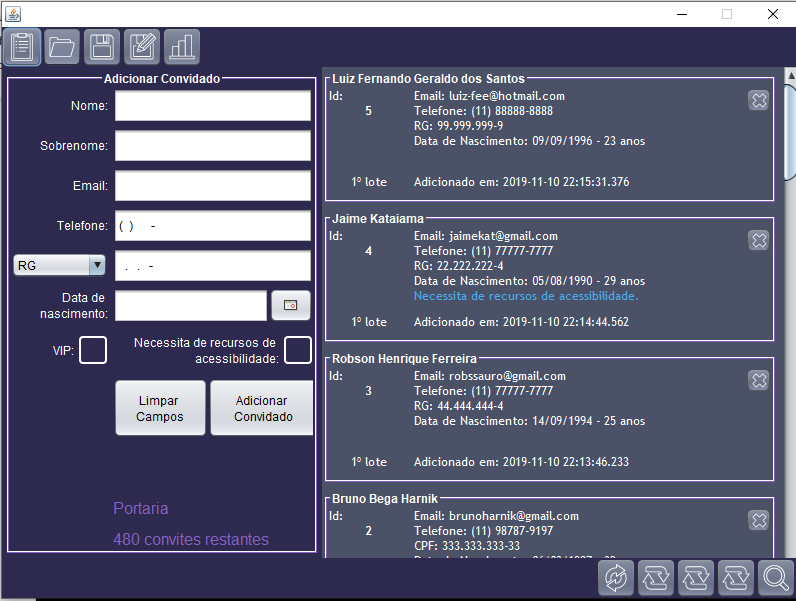 Adicionar Convidado
Nome:
Sobrenome:
Email:
Telefone: ( ) -
RG . . -
Data de
nascimento:
VIP:
Necessita de recursos de
acessibilidade:
Limpar
Campos
Adicionar
Convidado
Portaria
480 convites restantes
Luiz Fernando Geraldo dos Santos
Id: Email: luiz-fee@hotmail.com
5 Telefone: (11) 88888-8888
RG: 99.999.999-9
Data de Nascimento: 09/09/1996 - 23 anos
1º lote Adicionado em: 2019-11-10 22:15:31.376
Jaime Kataiama
Id: Email: jaimekat@gmail.com
4 Telefone: (11) 77777-7777
RG: 22.222.222-4
Data de Nascimento: 05/08/1990 - 29 anos
Necessita de recursos de acessibilidade.
1º lote Adicionado em: 2019-11-10 22:14:44.562
Robson Henrique Ferreira
Id: Email: robssauro@gmail.com
3 Telefone: (11) 77777-7777
RG: 44.444.444-4
Data de Nascimento: 14/09/1994 - 25 anos
1º lote Adicionado em: 2019-11-10 22:13:46.233
Bruno Bega Harnik
Id: Email: brunoharnik@gmail.com
2 Telefone: (11) 98787-9197
CPF: 333.333.333-33